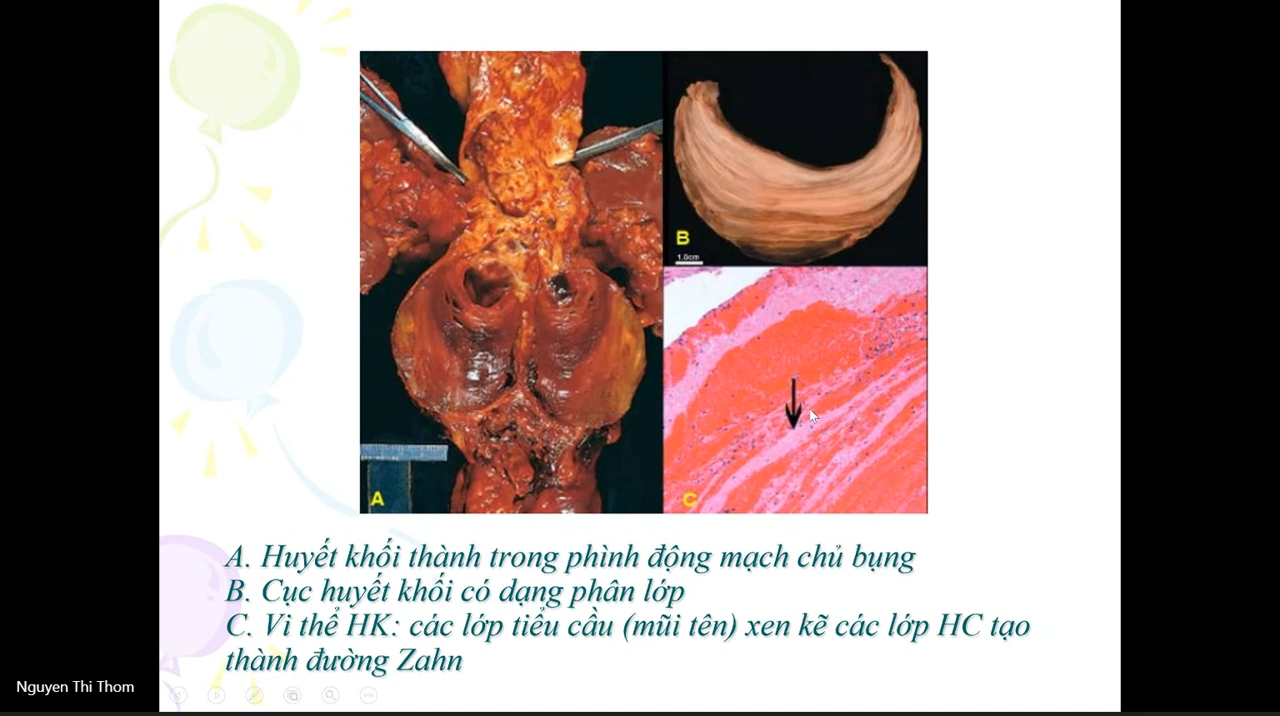 B
1.0cm
A
C
A. Huyết khối thành trong phình động mạch chủ bụng
B. Cục huyết khối có dạng phân lớp
C. Vi thể HK: các lớp tiểu cầu (mũi tên) xen kẽ các lớp HC tạo
thành đường Zahn
Nguyen Thi Thom